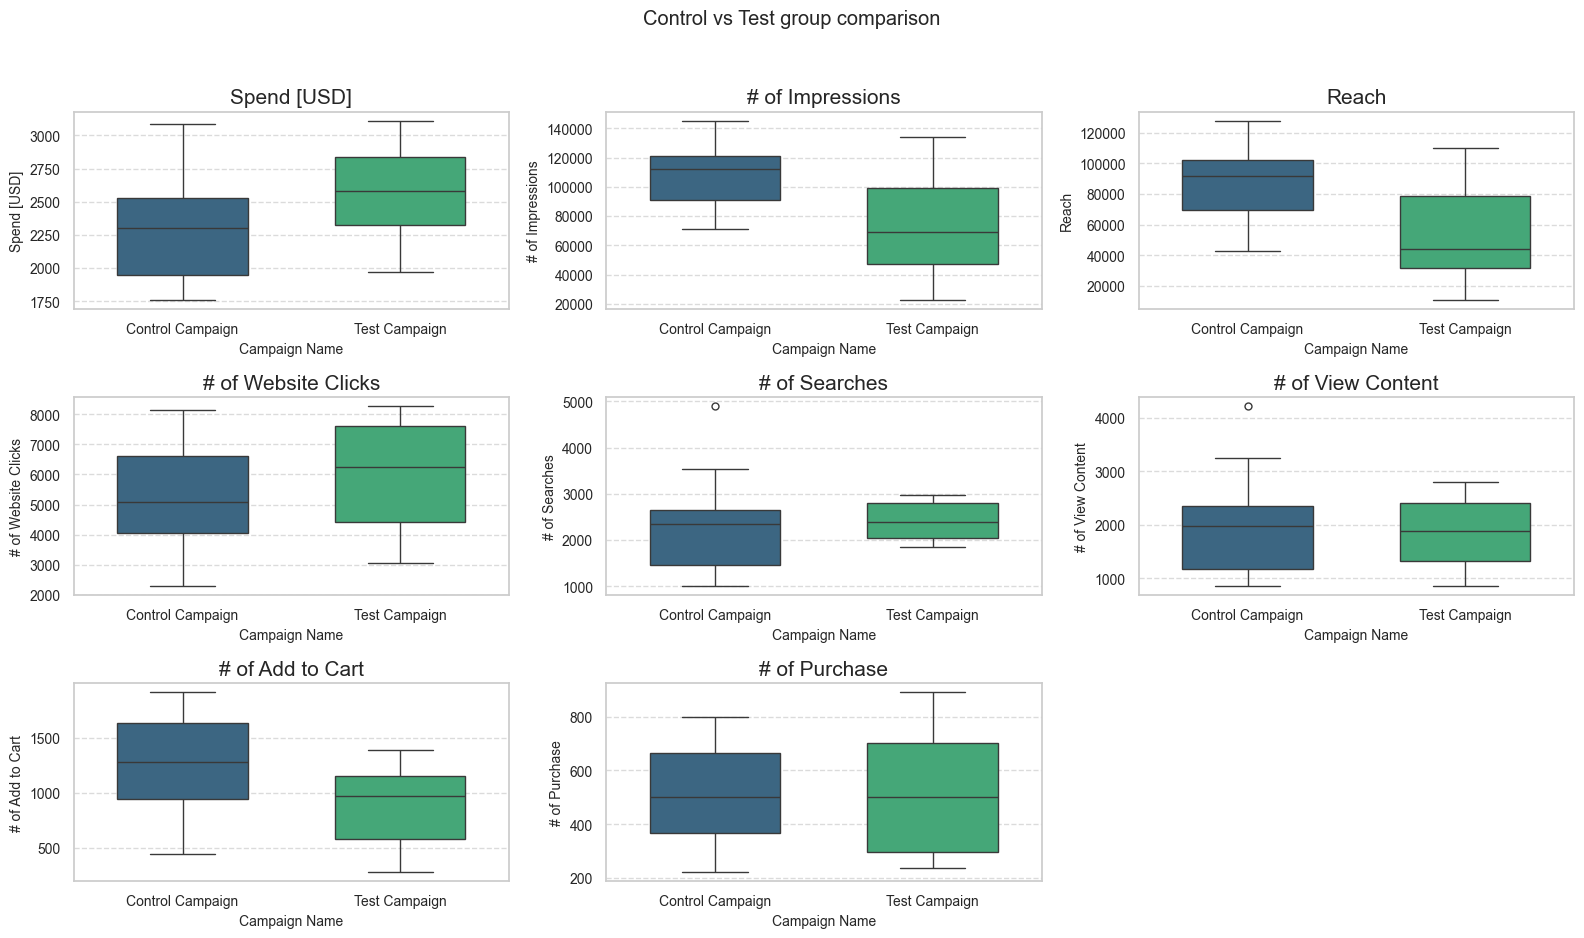 Control vs Test group comparison
Spend [USD]
Spend [USD]
3000
2750
2500
2250
2000
1750
Control Campaign
Test Campaign
Campaign Name
# of Impressions
# of Impressions
140000
120000
100000
80000
60000
40000
20000
Control Campaign
Test Campaign
Campaign Name
Reach
Reach
120000
100000
80000
60000
40000
20000
Control Campaign
Test Campaign
Campaign Name
# of Website Clicks
# of Website Clicks
8000
7000
6000
5000
4000
3000
2000
Control Campaign
Test Campaign
Campaign Name
# of Searches
# of Searches
5000
4000
3000
2000
1000
Control Campaign
Test Campaign
Campaign Name
# of View Content
# of View Content
4000
3000
2000
1000
Control Campaign
Test Campaign
Campaign Name
# of Add to Cart
# of Add to Cart
1500
1000
500
Control Campaign
Test Campaign
Campaign Name
# of Purchase
# of Purchase
800
600
400
200
Control Campaign
Test Campaign
Campaign Name